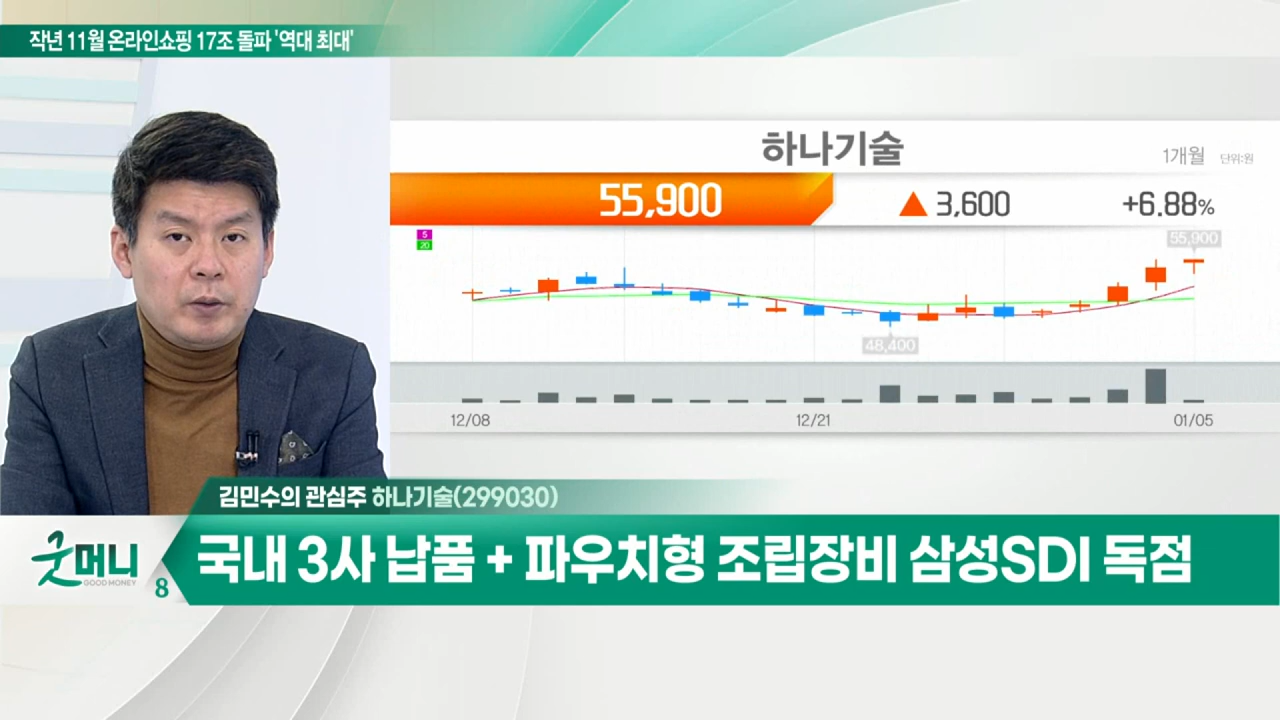 작년 11월 온라인쇼핑 17조 돌파 '역대 최대'
하나기술
1개월 단위:원
55,900 ▲ 3,600 +6.88%
5
20
55,900
48,400
12/08 12/21 01/05
김민수의 관심주 하나기술(299030)
굿머니
GOOD MONEY
8
국내 3사 납품 + 파우치형 조립장비 삼성SDI 독점